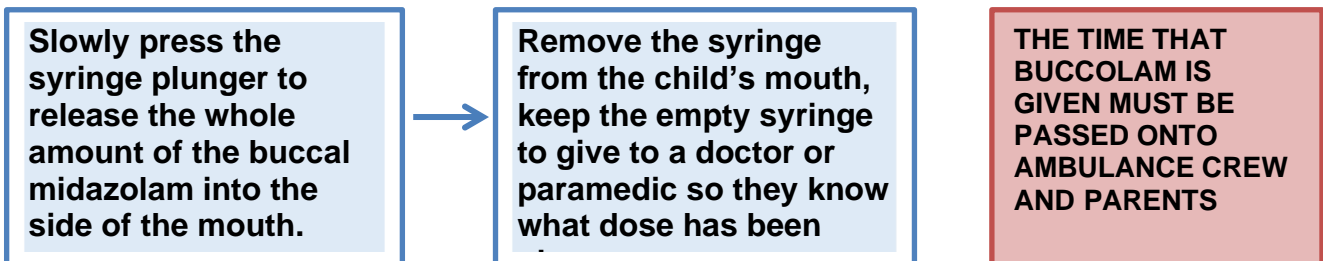 Slowly press the
syringe plunger to
release the whole
amount of the buccal
midazolam into the
side of the mouth.
Remove the syringe
from the child’s mouth,
keep the empty syringe
to give to a doctor or
paramedic so they know
what dose has been
THE TIME THAT
BUCCOLAM IS
GIVEN MUST BE
PASSED ONTO
AMBULANCE CREW
AND PARENTS